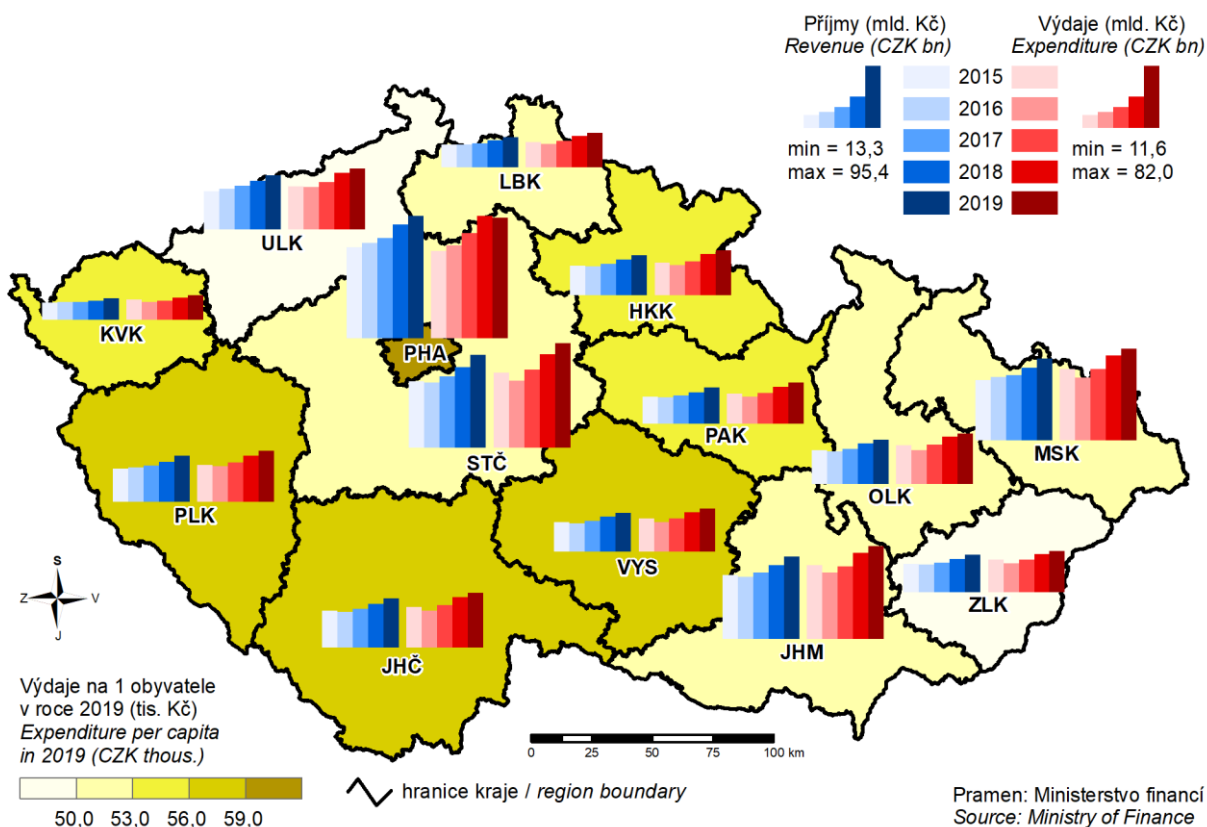 Příjmy (mld. Kč)
Revenue (CZK bn)
Výdaje (mld. Kč)
Expenditure (CZK bn)
2015
2016
2017
2018
2019
min = 13,3
max = 95,4
min = 11,6
max = 82,0
LBK
ULK
HKK
KVK
PHA
PAK
STČ
MSK
OLK
PLK
VYS
ZLK
JHM
JHČ
S
Z
V
J
Výdaje na 1 obyvatele
v roce 2019 (tis. Kč)
Expenditure per capita
in 2019 (CZK thous.)
50,0 53,0 56,0 59,0
0 25 50 75 100 km
hranice kraje / region boundary
Pramen: Ministerstvo financí
Source: Ministry of Finance